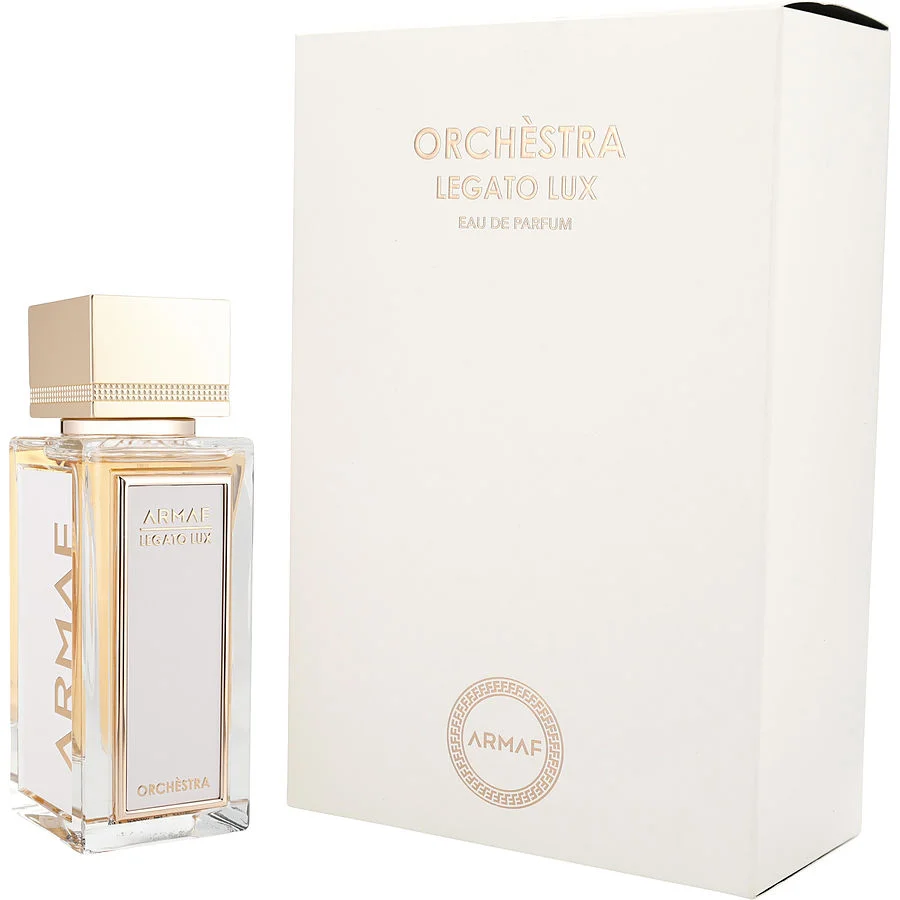 ORCHÈSTRA
LEGATO LUX
EAU DE PARFUM
ARMAF
ARMAF
LEGATO LUX
ORCHÈSTRA
ARMAF